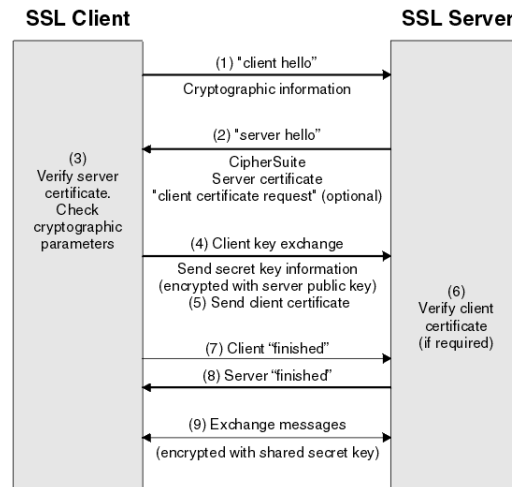 SSL Client
SSL Server
(1) "client hello”
Cryptographic information
(2) "server hello”
CipherSuite
Server certificate
"client certificate request" (optional)
(3)
Verify server
certificate.
Check
cryptographic
parameters
(4) Client key exchange
Send secret key information
(encrypted with server public key)
(5) Send client certificate
(6)
Verify client
certificate
(if required)
(7) Client “finished”
(8) Server “finished”
(9) Exchange messages
(encrypted with shared secret key)